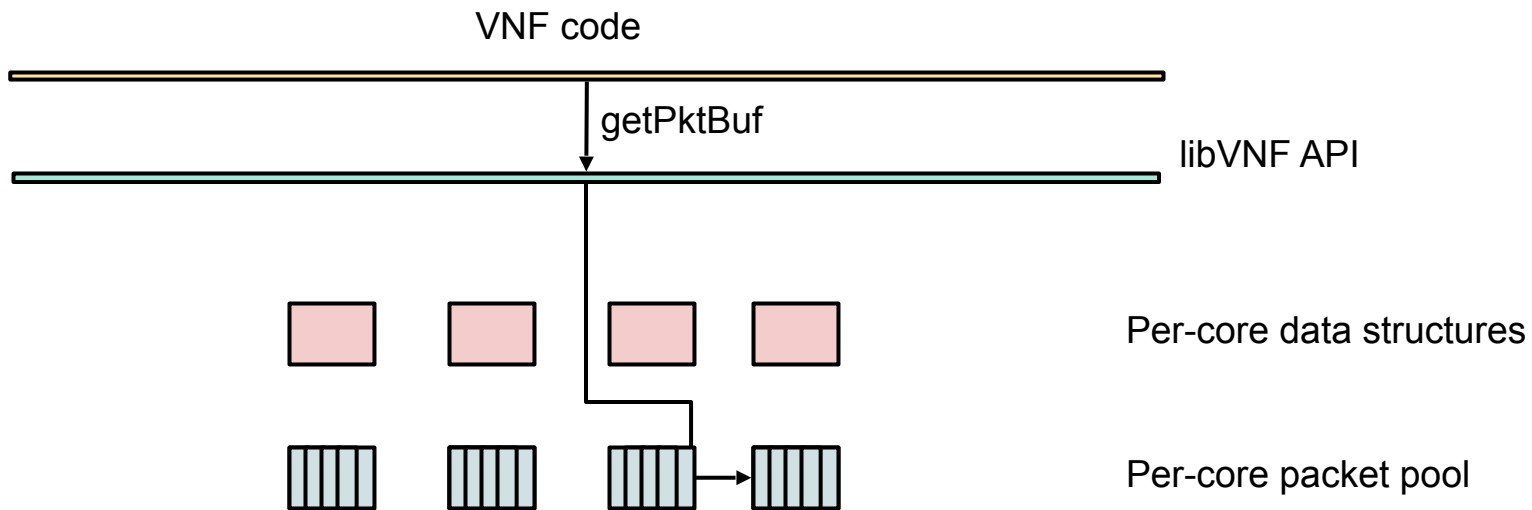 VNF code
getPktBuf
libVNF API
Per-core data structures
Per-core packet pool